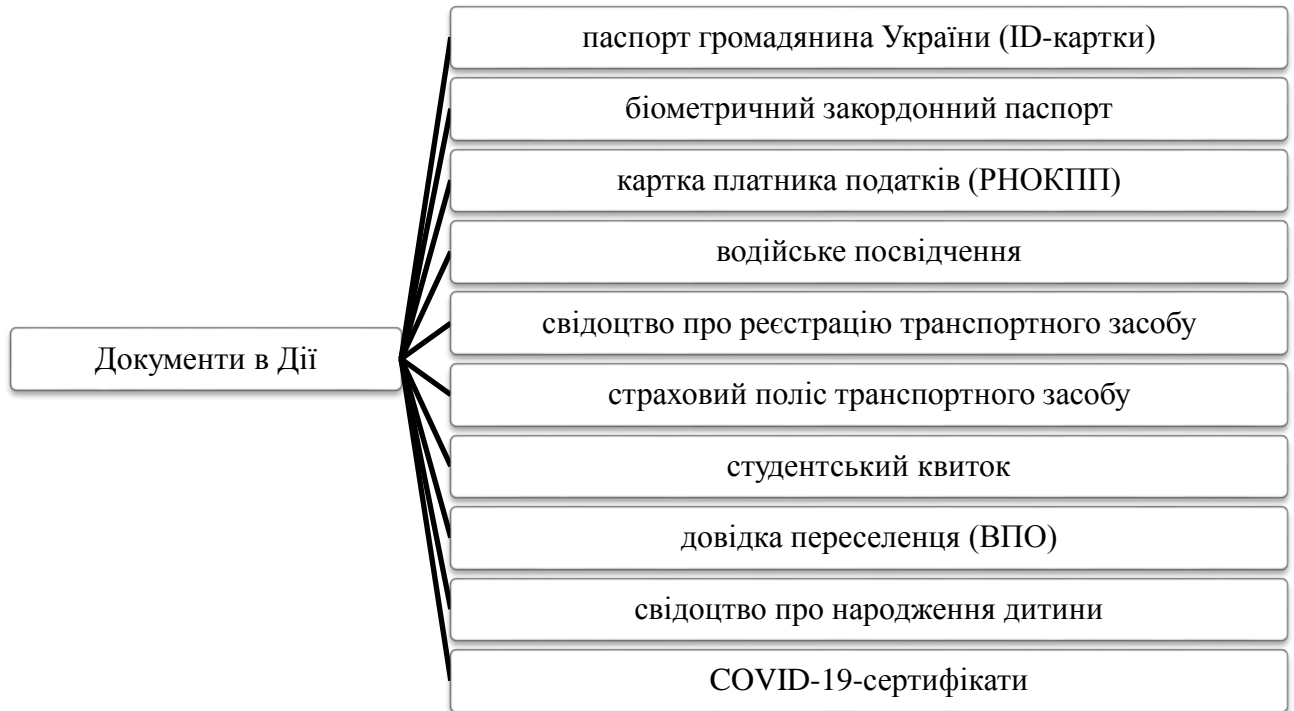 паспорт громадянина України (ID-картки)
біометричний закордонний паспорт
картка платника податків (РНОКПП)
водійське посвідчення
свідоцтво про реєстрацію транспортного засобу
Документи в Дії
страховий поліс транспортного засобу
студентський квиток
довідка переселенця (ВПО)
свідоцтво про народження дитини
COVID-19-сертифікати